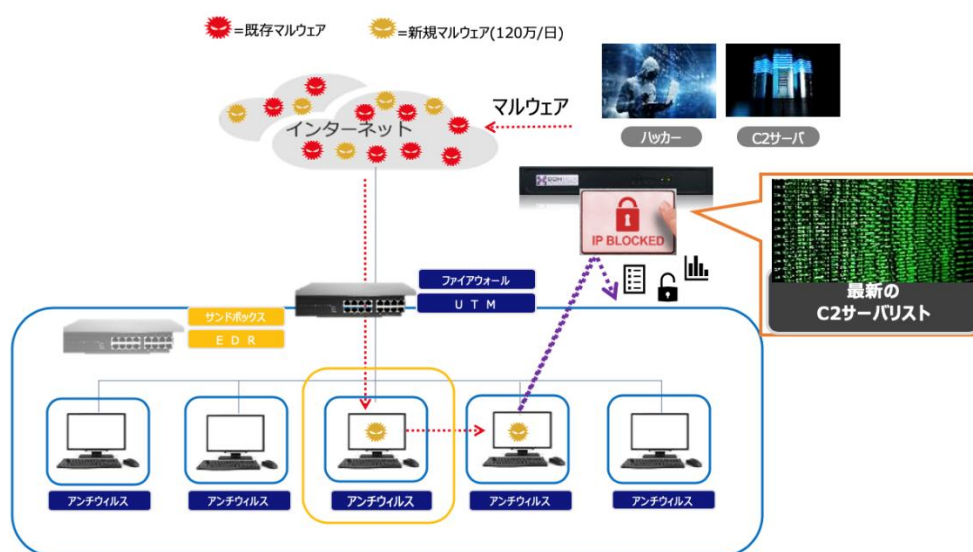 =既存マルウェア
=新規マルウェア(120万/日)
マルウェア
インターネット
ハッカー
C2サーバ
IP BLOCKED
最新の
C2サーバリスト
ファイアウォール
UTM
サンドボックス
EDR
アンチウィルス
アンチウィルス
アンチウィルス
アンチウィルス
アンチウィルス